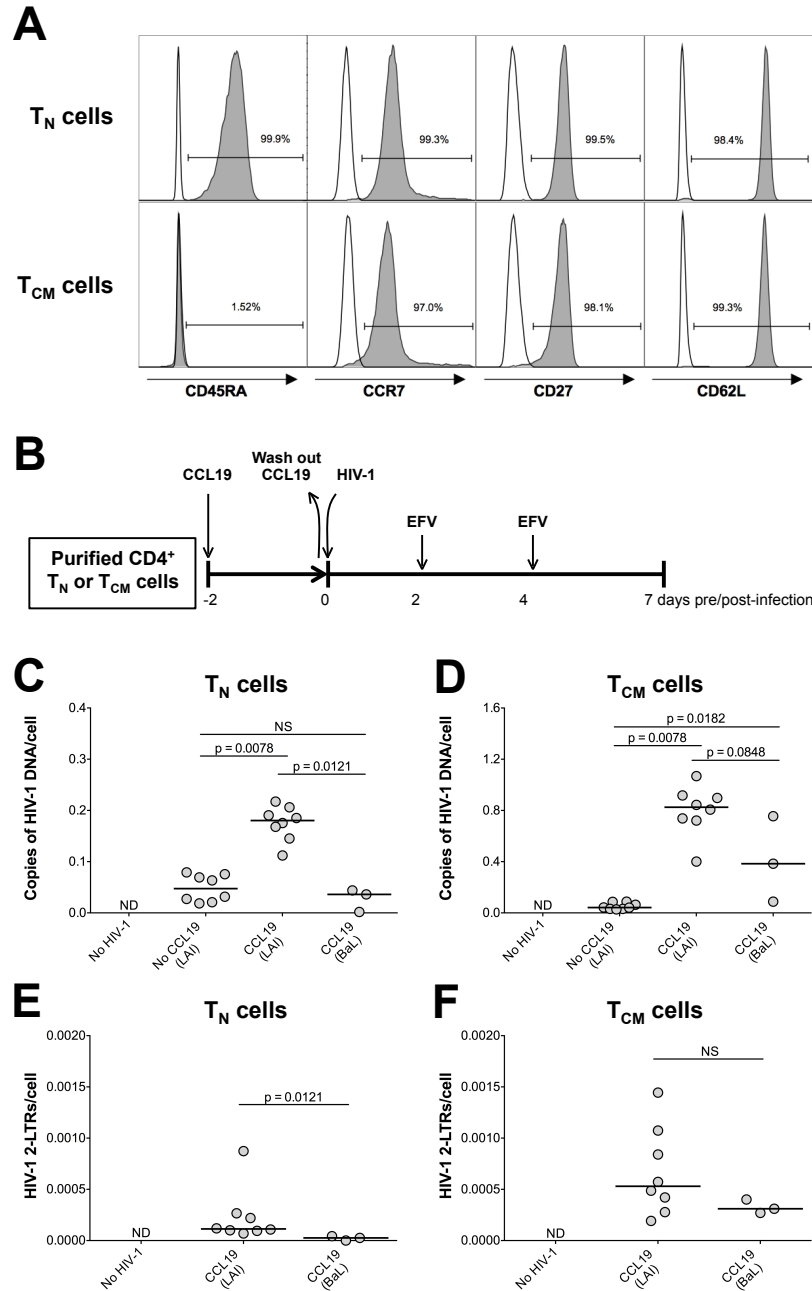 A
T_N cells
99.9%
99.3%
99.5%
98.4%
T_CM cells
1.52%
97.0%
98.1%
99.3%
CD45RA
CCR7
CD27
CD62L
B
CCL19
Wash out
CCL19
HIV-1
EFV
EFV
Purified CD4⁺
T_N or T_CM cells
-2
0
2
4
7 days pre/post-infection
C
T_N cells
Copies of HIV-1 DNA/cell
0.4
0.3
0.2
0.1
0.0
NS
p = 0.0078
p = 0.0121
ND
No HIV-1
No CCL19
(LAI)
CCL19
(LAI)
CCL19
(BaL)
D
T_CM cells
Copies of HIV-1 DNA/cell
1.6
1.2
0.8
0.4
0.0
p = 0.0182
p = 0.0078
p = 0.0848
ND
No HIV-1
No CCL19
(LAI)
CCL19
(LAI)
CCL19
(BaL)
E
T_N cells
HIV-1 2-LTRs/cell
0.0020
0.0015
0.0010
0.0005
0.0000
p = 0.0121
ND
No HIV-1
CCL19
(LAI)
CCL19
(BaL)
F
T_CM cells
HIV-1 2-LTRs/cell
0.0020
0.0015
0.0010
0.0005
0.0000
NS
ND
No HIV-1
CCL19
(LAI)
CCL19
(BaL)